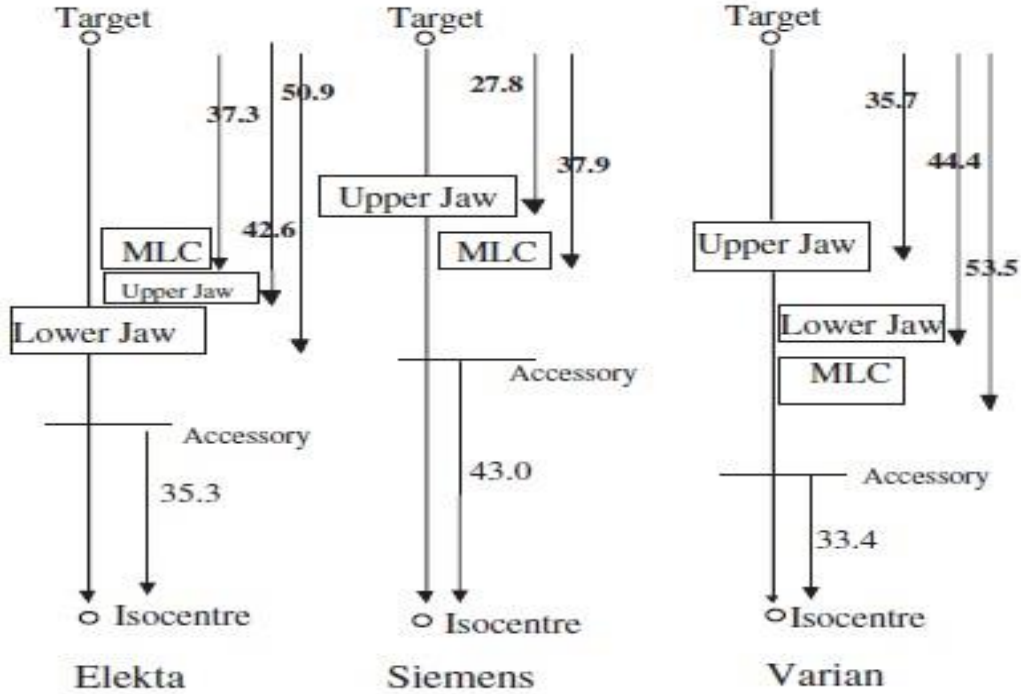 Target
37.3
50.9
42.6
MLC
Upper Jaw
Lower Jaw
Accessory
35.3
Isocentre
Elekta
Target
27.8
37.9
Upper Jaw
MLC
Accessory
43.0
Isocentre
Siemens
Target
35.7
44.4
53.5
Upper Jaw
Lower Jaw
MLC
Accessory
33.4
Isocentre
Varian